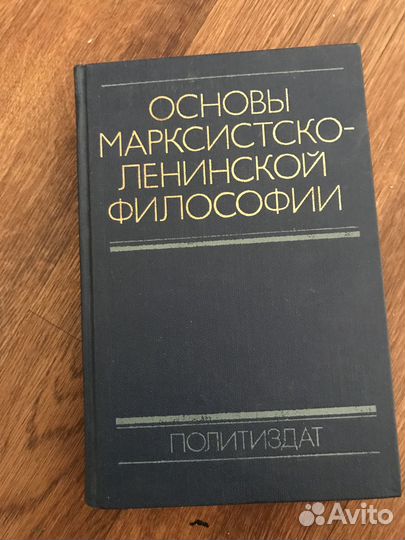 ОСНОВЫ
МАРКСИСТСКО-
ЛЕНИНСКОЙ
ФИЛОСОФИИ
ПОЛИТИЗДАТ
Avito